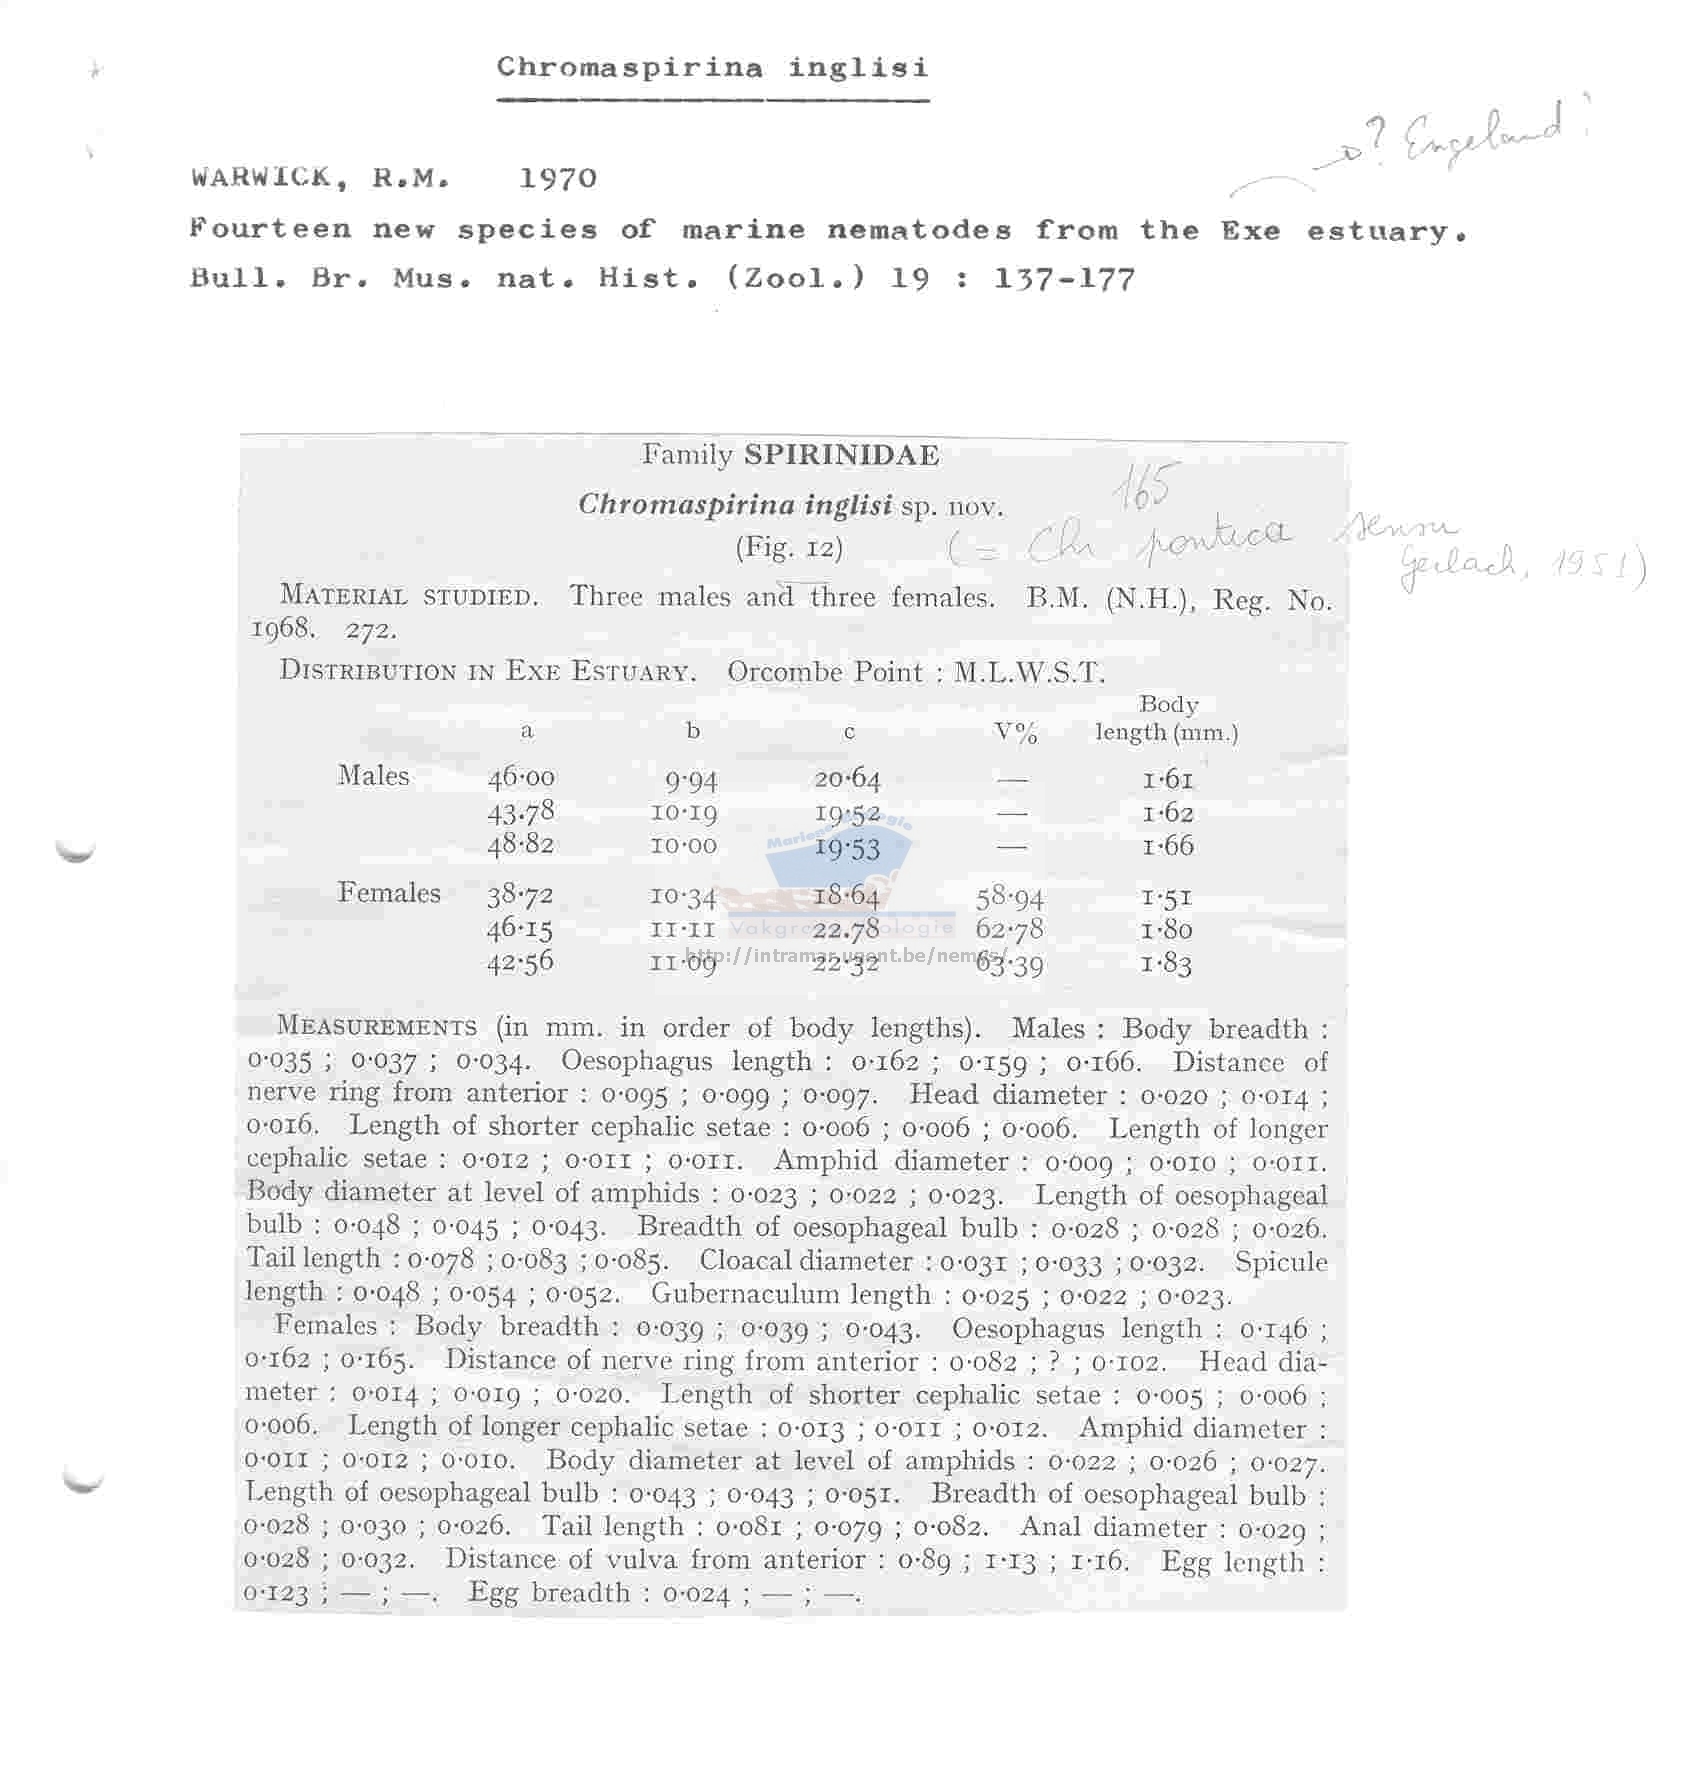 Chromaspirina inglisi
? Engeland?
WARWICK, R.M. 1970
Fourteen new species of marine nematodes from the Exe estuary.
Bull. Br. Mus. nat. Hist. (Zool.) 19 : 137-177
Family SPIRINIDAE
165
Chromaspirina inglisi sp. nov.
(Fig. 12)
(= Chr pontica sensu
Gerlach, 1951)
MATERIAL STUDIED. Three males and three females. B.M. (N.H.), Reg. No.
1968. 272.
DISTRIBUTION IN EXE ESTUARY. Orcombe Point : M.L.W.S.T.
Body
a b c V% length (mm.)
Males 46·00 9·94 20·64 — 1·61
43·78 10·19 19·52 — 1·62
48·82 10·00 19·53 — 1·66
Females 38·72 10·34 18·64 58·94 1·51
46·15 11·11 22.78 62·78 1·80
42·56 11·09 22·32 63·39 1·83
Mariene Biologie
Vakgroep Biologie
http://intramar.ugent.be/nemys/
MEASUREMENTS (in mm. in order of body lengths). Males : Body breadth :
0·035 ; 0·037 ; 0·034. Oesophagus length : 0·162 ; 0·159 ; 0·166. Distance of
nerve ring from anterior : 0·095 ; 0·099 ; 0·097. Head diameter : 0·020 ; 0·014 ;
0·016. Length of shorter cephalic setae : 0·006 ; 0·006 ; 0·006. Length of longer
cephalic setae : 0·012 ; 0·011 ; 0·011. Amphid diameter : 0·009 ; 0·010 ; 0·011.
Body diameter at level of amphids : 0·023 ; 0·022 ; 0·023. Length of oesophageal
bulb : 0·048 ; 0·045 ; 0·043. Breadth of oesophageal bulb : 0·028 ; 0·028 ; 0·026.
Tail length : 0·078 ; 0·083 ; 0·085. Cloacal diameter : 0·031 ; 0·033 ; 0·032. Spicule
length : 0·048 ; 0·054 ; 0·052. Gubernaculum length : 0·025 ; 0·022 ; 0·023.
Females : Body breadth : 0·039 ; 0·039 ; 0·043. Oesophagus length : 0·146 ;
0·162 ; 0·165. Distance of nerve ring from anterior : 0·082 ; ? ; 0·102. Head dia-
meter : 0·014 ; 0·019 ; 0·020. Length of shorter cephalic setae : 0·005 ; 0·006 ;
0·006. Length of longer cephalic setae : 0·013 ; 0·011 ; 0·012. Amphid diameter :
0·011 ; 0·012 ; 0·010. Body diameter at level of amphids : 0·022 ; 0·026 ; 0·027.
Length of oesophageal bulb : 0·043 ; 0·043 ; 0·051. Breadth of oesophageal bulb :
0·028 ; 0·030 ; 0·026. Tail length : 0·081 ; 0·079 ; 0·082. Anal diameter : 0·029 ;
0·028 ; 0·032. Distance of vulva from anterior : 0·89 ; 1·13 ; 1·16. Egg length :
0·123 ; — ; —. Egg breadth : 0·024 ; — ; —.